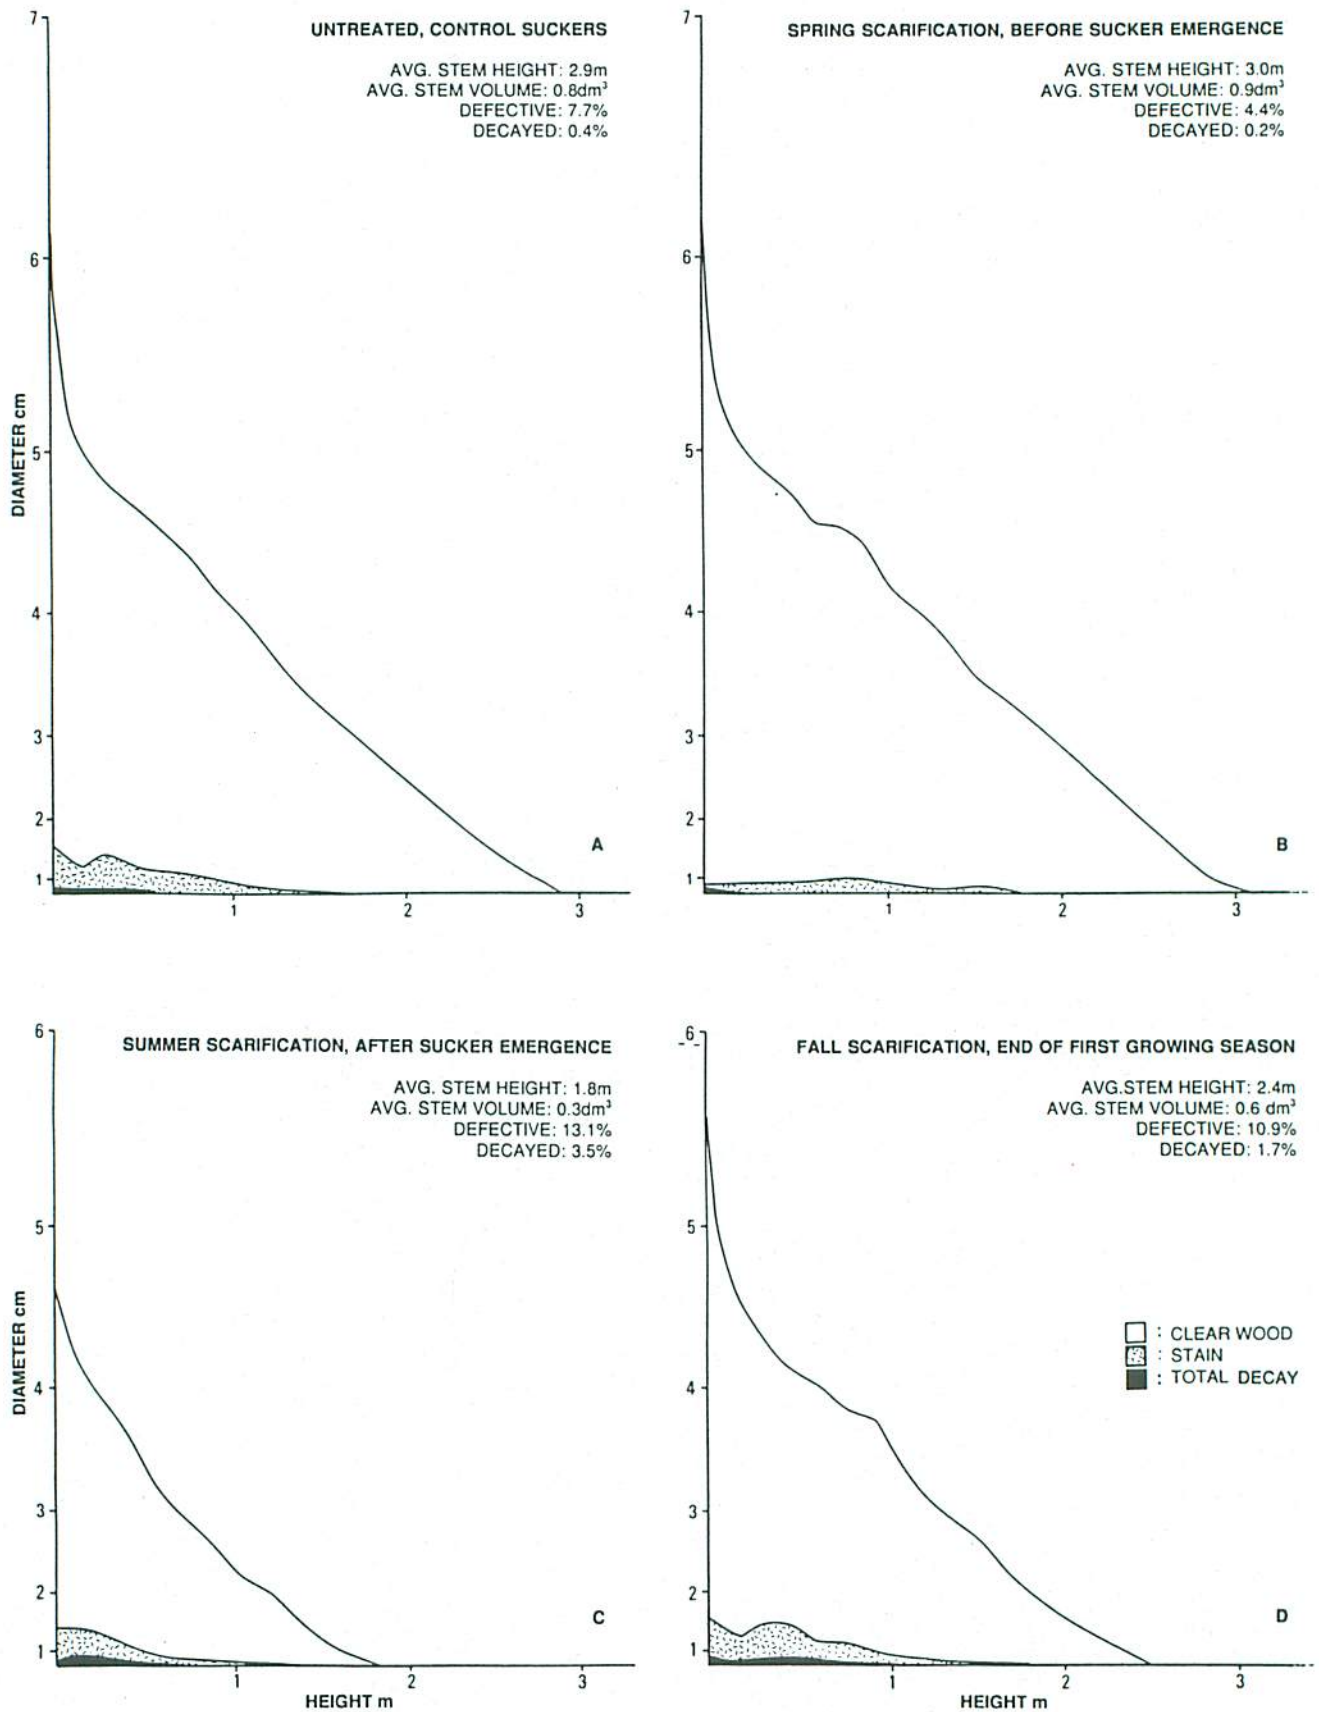 UNTREATED, CONTROL SUCKERS
AVG. STEM HEIGHT: 2.9m
AVG. STEM VOLUME: 0.8dm³
DEFECTIVE: 7.7%
DECAYED: 0.4%
7
6
5
4
3
2
1
DIAMETER cm
A
1 2 3
SPRING SCARIFICATION, BEFORE SUCKER EMERGENCE
AVG. STEM HEIGHT: 3.0m
AVG. STEM VOLUME: 0.9dm³
DEFECTIVE: 4.4%
DECAYED: 0.2%
7
6
5
4
3
2
1
B
1 2 3
SUMMER SCARIFICATION, AFTER SUCKER EMERGENCE
AVG. STEM HEIGHT: 1.8m
AVG. STEM VOLUME: 0.3dm³
DEFECTIVE: 13.1%
DECAYED: 3.5%
6
5
4
3
2
1
DIAMETER cm
C
1 2 3
HEIGHT m
FALL SCARIFICATION, END OF FIRST GROWING SEASON
AVG.STEM HEIGHT: 2.4m
AVG. STEM VOLUME: 0.6 dm³
DEFECTIVE: 10.9%
DECAYED: 1.7%
6
5
4
3
2
1
: CLEAR WOOD
: STAIN
: TOTAL DECAY
D
1 2 3
HEIGHT m